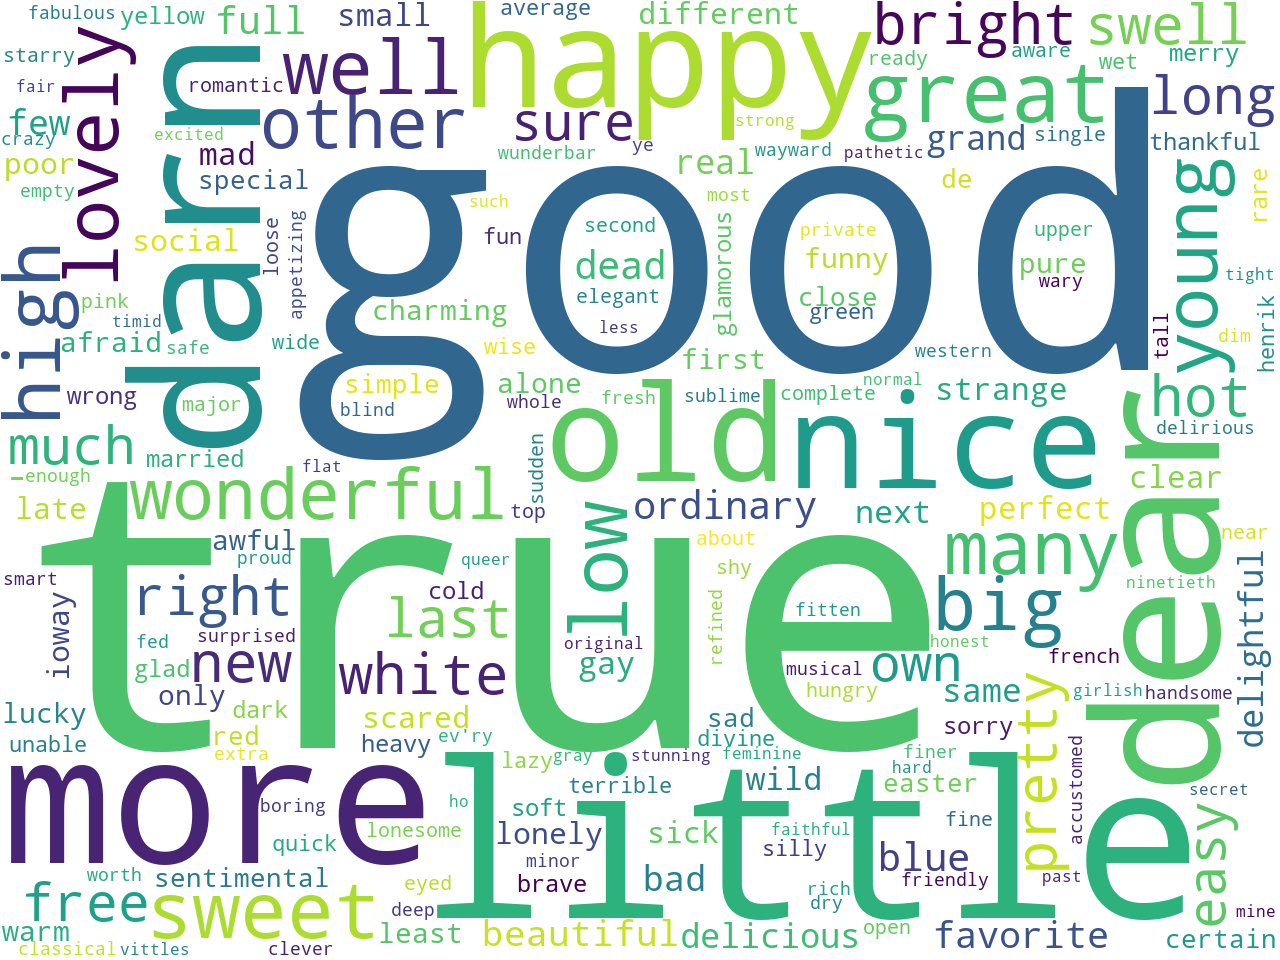 fabulous
yellow
full
small
average
happy
different
bright
swell
starry
lovely
darn
well
great
ready
aware
wet
merry
fair
romantic
other
sure
strong
long
few
crazy
excited
mad
wunderbar
ye
real
wayward
pathetic
grand
single
thankful
poor
empty
special
good
such
most
de
young
rare
social
loose
appetizing
fun
second
dead
elegant
less
glamorous
private
funny
close
green
upper
pure
wary
tight
high
pink
timid
afraid
safe
wide
charming
wise
first
western
tall
henrik
dim
wrong
major
simple
blind
alone
whole
old
fresh
sublime
complete
normal
nice
strange
hot
delirious
much
married
enough
flat
wonderful
sudden
top
low
ordinary
next
perfect
dear
clear
late
awful
proud
true
queer
about
many
near
smart
ioway
right
cold
last
shy
refined
fitten
big
ninetieth
delightful
fed
surprised
glad
new
white
original
gay
musical
own
honest
french
only
hungry
same
pretty
girlish
handsome
lucky
dark
scared
sad
sorry
unable
red
extra
heavy
ev'ry
divine
stunning
feminine
finer
accustomed
more
lazy
gray
little
terrible
wild
hard
easter
secret
boring
ho
soft
fine
easy
quick
lonesome
lonely
sick
faithful
silly
blue
worth
sentimental
eyed
minor
brave
bad
rich
dry
friendly
past
free
sweet
deep
mine
warm
classical
vittles
clever
least
beautiful
delicious
open
favorite
certain